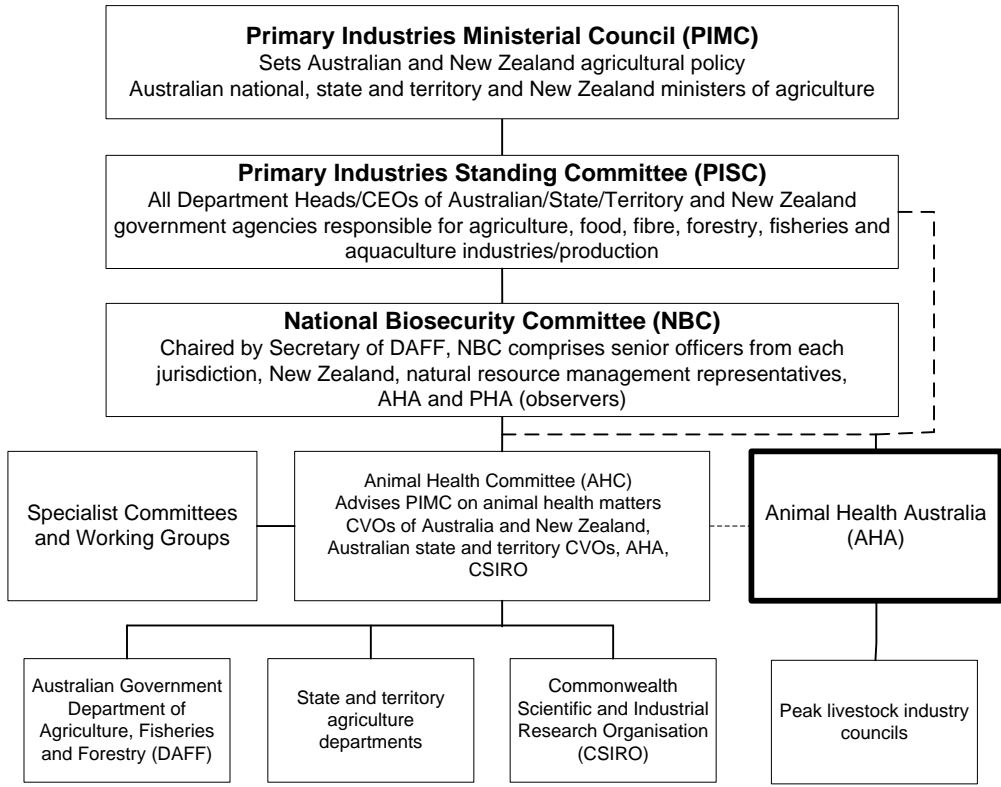 Primary Industries Ministerial Council (PIMC)
Sets Australian and New Zealand agricultural policy
Australian national, state and territory and New Zealand ministers of agriculture
Primary Industries Standing Committee (PISC)
All Department Heads/CEOs of Australian/State/Territory and New Zealand
government agencies responsible for agriculture, food, fibre, forestry, fisheries and
aquaculture industries/production
National Biosecurity Committee (NBC)
Chaired by Secretary of DAFF, NBC comprises senior officers from each
jurisdiction, New Zealand, natural resource management representatives,
AHA and PHA (observers)
Specialist Committees
and Working Groups
Animal Health Committee (AHC)
Advises PIMC on animal health matters
CVOs of Australia and New Zealand,
Australian state and territory CVOs, AHA,
CSIRO
Animal Health Australia
(AHA)
Australian Government
Department of
Agriculture, Fisheries
and Forestry (DAFF)
State and territory
agriculture
departments
Commonwealth
Scientific and Industrial
Research Organisation
(CSIRO)
Peak livestock industry
councils